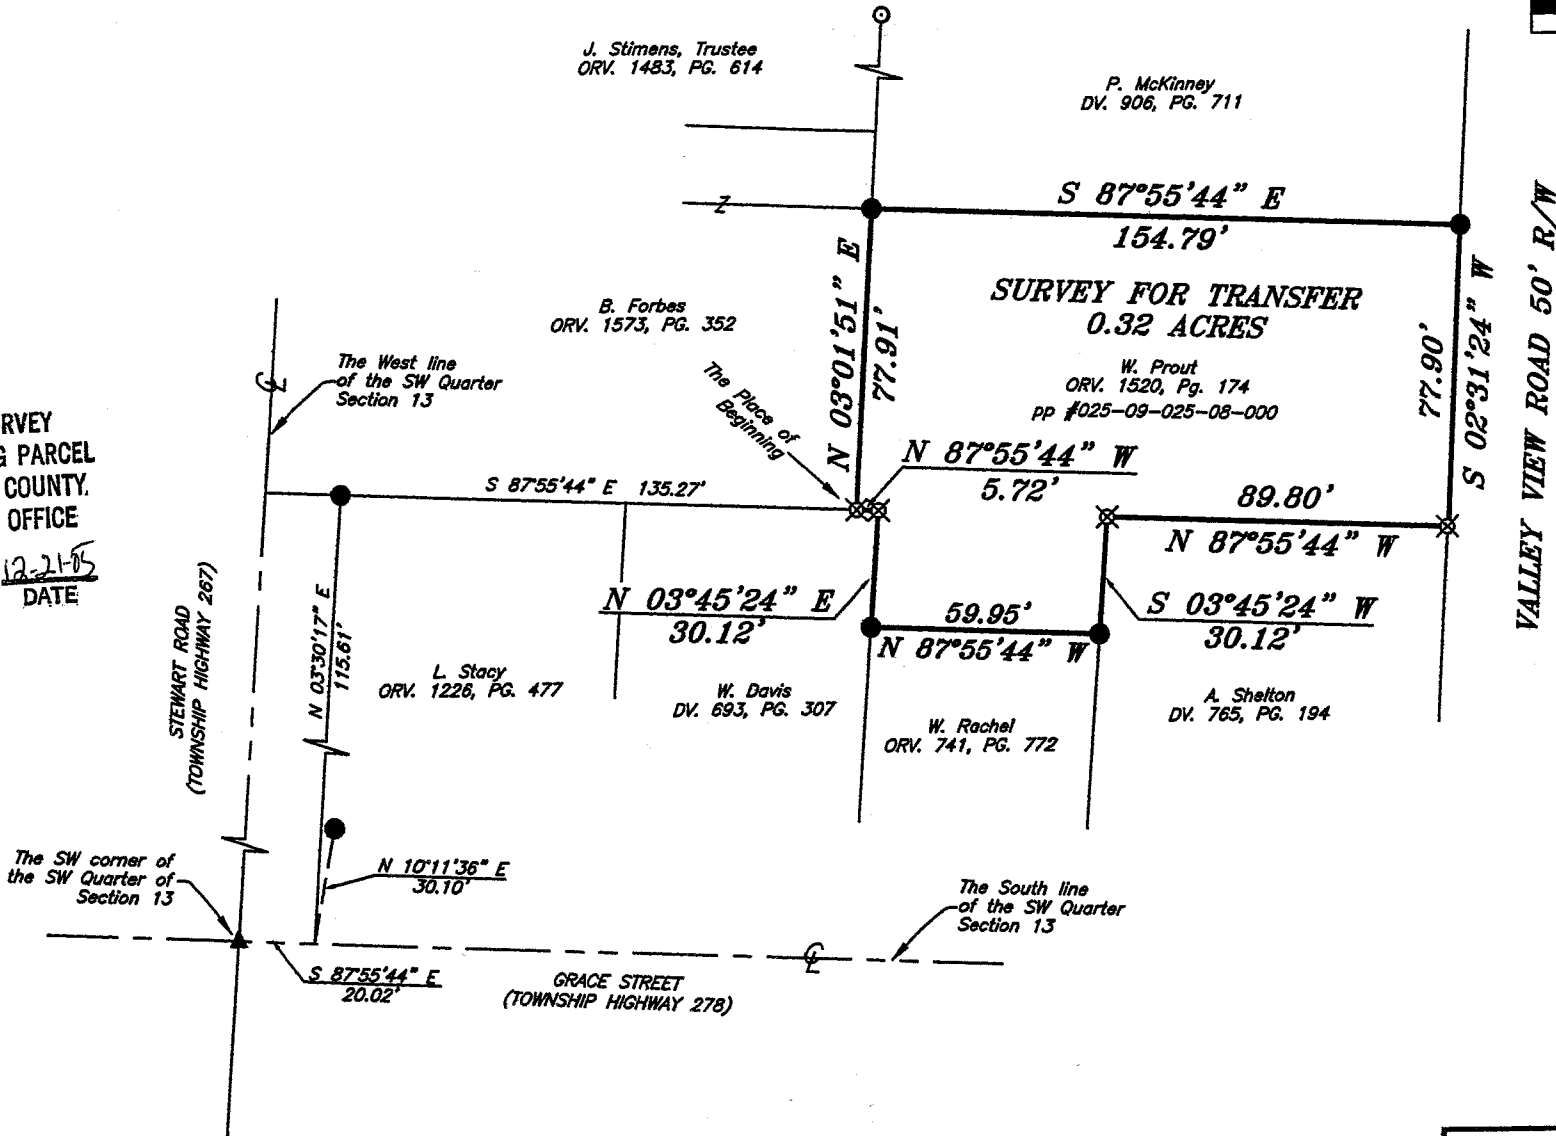 J. Stimens, Trustee
ORV. 1483, PG. 614
P. McKinney
DV. 906, PG. 711
S 87°55'44" E
154.79'
Z
N 03°01'51" E
77.91'
SURVEY FOR TRANSFER
0.32 ACRES
W. Prout
ORV. 1520, Pg. 174
PP #025-09-025-08-000
77.90'
S 02°31'24" W
VALLEY VIEW ROAD 50' R/W
B. Forbes
ORV. 1573, PG. 352
The West line
of the SW Quarter
Section 13
The Place of
Beginning
RVEY
G PARCEL
COUNTY.
OFFICE
12-21-05
DATE
N 87°55'44" W
5.72'
S 87°55'44" E 135.27'
89.80'
N 87°55'44" W
N 03°45'24" E
30.12'
59.95'
N 87°55'44" W
S 03°45'24" W
30.12'
STEWART ROAD
(TOWNSHIP HIGHWAY 267)
N 03°30'17" E
115.61'
L. Stacy
ORV. 1226, PG. 477
W. Davis
DV. 693, PG. 307
W. Rachel
ORV. 741, PG. 772
A. Shelton
DV. 765, PG. 194
The SW corner of
the SW Quarter of
Section 13
N 10°11'36" E
30.10'
The South line
of the SW Quarter
Section 13
S 87°55'44" E
20.02'
GRACE STREET
(TOWNSHIP HIGHWAY 278)